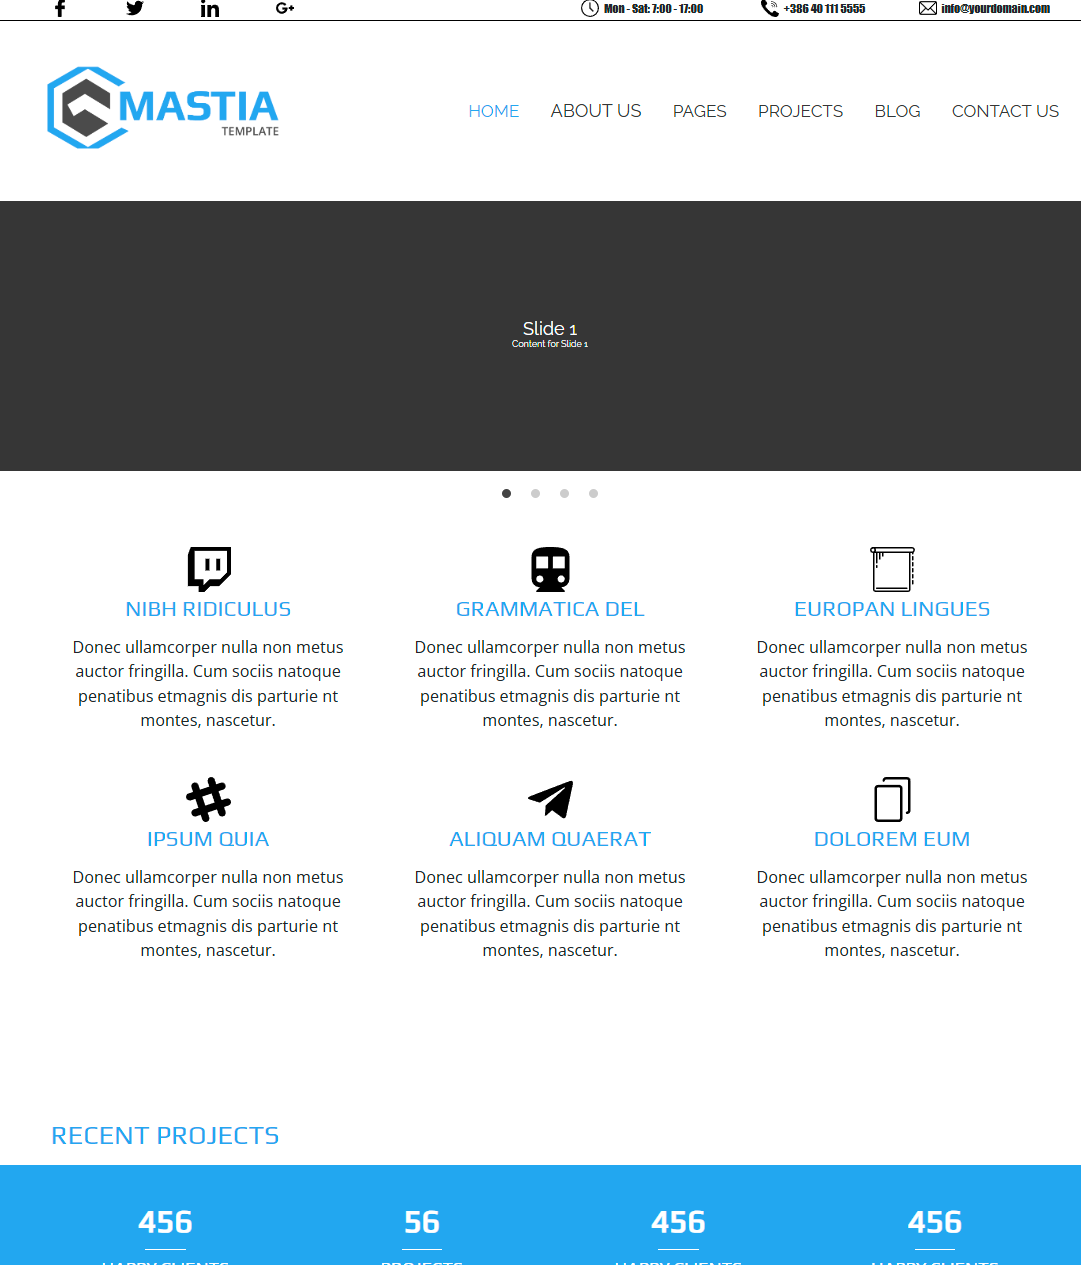 Mon - Sat: 7:00 - 17:00
+386 40 111 5555
info@yourdomain.com
MASTIA
TEMPLATE
HOME
ABOUT US
PAGES
PROJECTS
BLOG
CONTACT US
Slide 1
Content for Slide 1
NIBH RIDICULUS
Donec ullamcorper nulla non metus
auctor fringilla. Cum sociis natoque
penatibus etmagnis dis parturie nt
montes, nascetur.
GRAMMATICA DEL
Donec ullamcorper nulla non metus
auctor fringilla. Cum sociis natoque
penatibus etmagnis dis parturie nt
montes, nascetur.
EUROPAN LINGUES
Donec ullamcorper nulla non metus
auctor fringilla. Cum sociis natoque
penatibus etmagnis dis parturie nt
montes, nascetur.
IPSUM QUIA
Donec ullamcorper nulla non metus
auctor fringilla. Cum sociis natoque
penatibus etmagnis dis parturie nt
montes, nascetur.
ALIQUAM QUAERAT
Donec ullamcorper nulla non metus
auctor fringilla. Cum sociis natoque
penatibus etmagnis dis parturie nt
montes, nascetur.
DOLOREM EUM
Donec ullamcorper nulla non metus
auctor fringilla. Cum sociis natoque
penatibus etmagnis dis parturie nt
montes, nascetur.
RECENT PROJECTS
456
HAPPY CLIENTS
56
PROJECTS
456
HAPPY CLIENTS
456
HAPPY CLIENTS